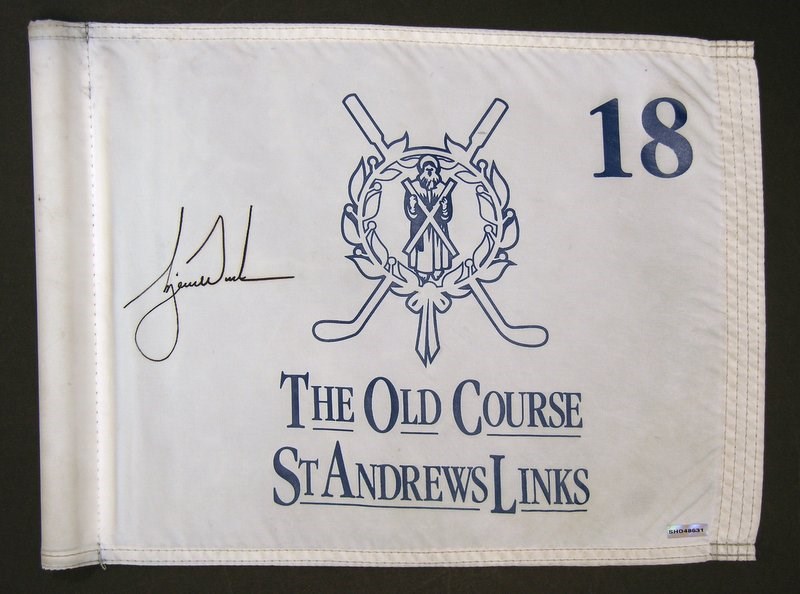 18
THE OLD COURSE
ST ANDREWS LINKS